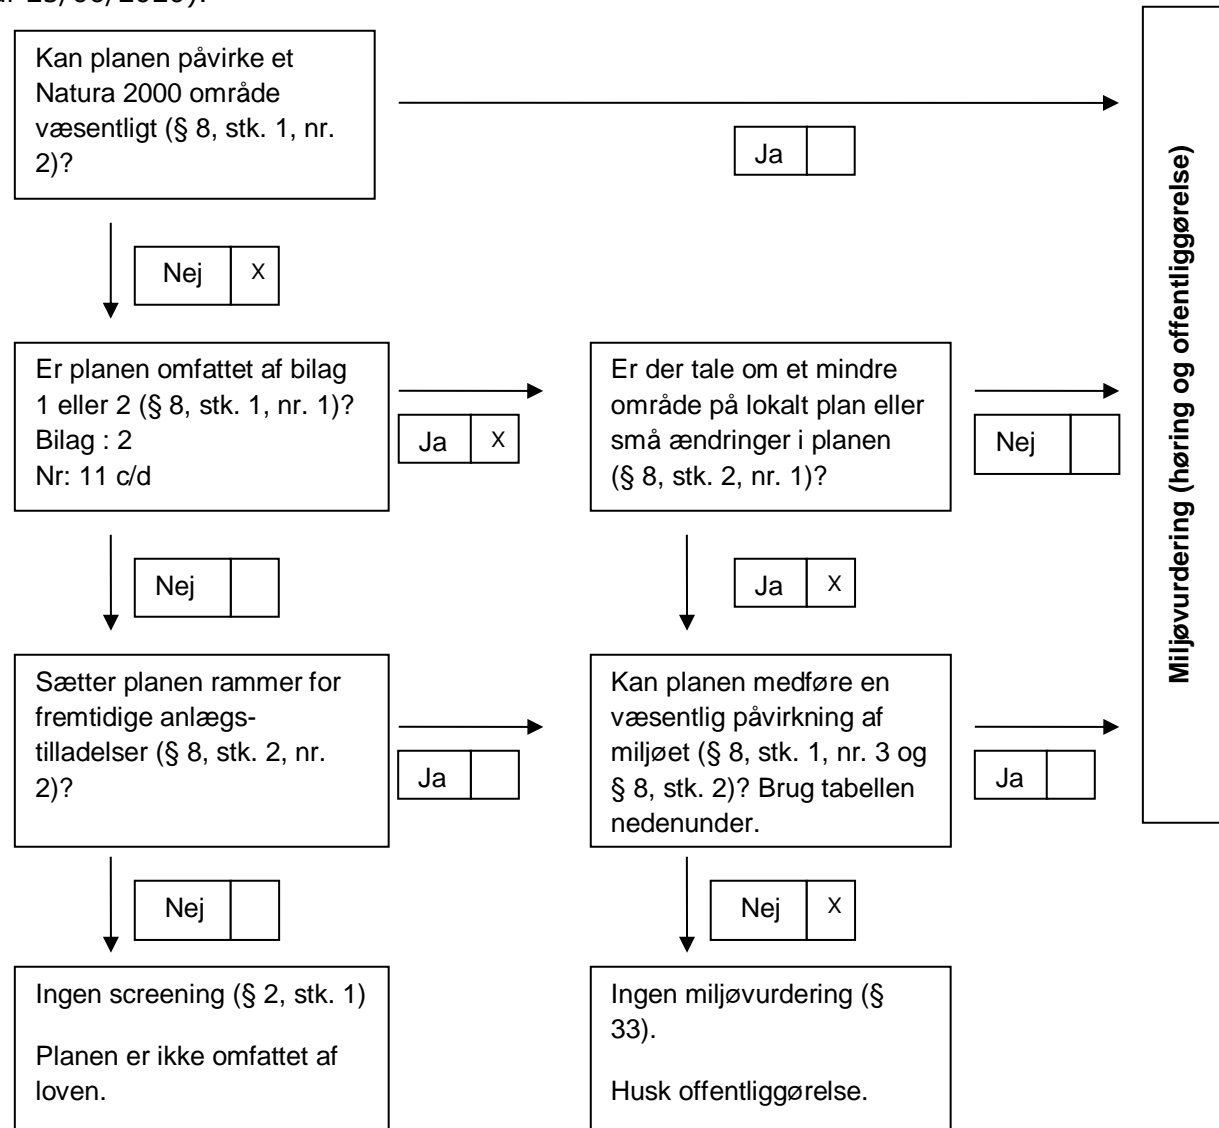 Kan planen påvirke et
Natura 2000 område
væsentligt (§ 8, stk. 1, nr.
2)?
Ja
Nej X
Er planen omfattet af bilag
1 eller 2 (§ 8, stk. 1, nr. 1)?
Bilag : 2
Nr: 11 c/d
Ja X
Er der tale om et mindre
område på lokalt plan eller
små ændringer i planen
(§ 8, stk. 2, nr. 1)?
Nej
Nej
Ja X
Sætter planen rammer for
fremtidige anlægs-
tilladelser (§ 8, stk. 2, nr.
2)?
Ja
Kan planen medføre en
væsentlig påvirkning af
miljøet (§ 8, stk. 1, nr. 3 og
§ 8, stk. 2)? Brug tabellen
nedenunder.
Ja
Nej
Nej X
Ingen screening (§ 2, stk. 1)
Planen er ikke omfattet af
loven.
Ingen miljøvurdering (§
33).
Husk offentliggørelse.
Miljøvurdering (høring og offentliggørelse)